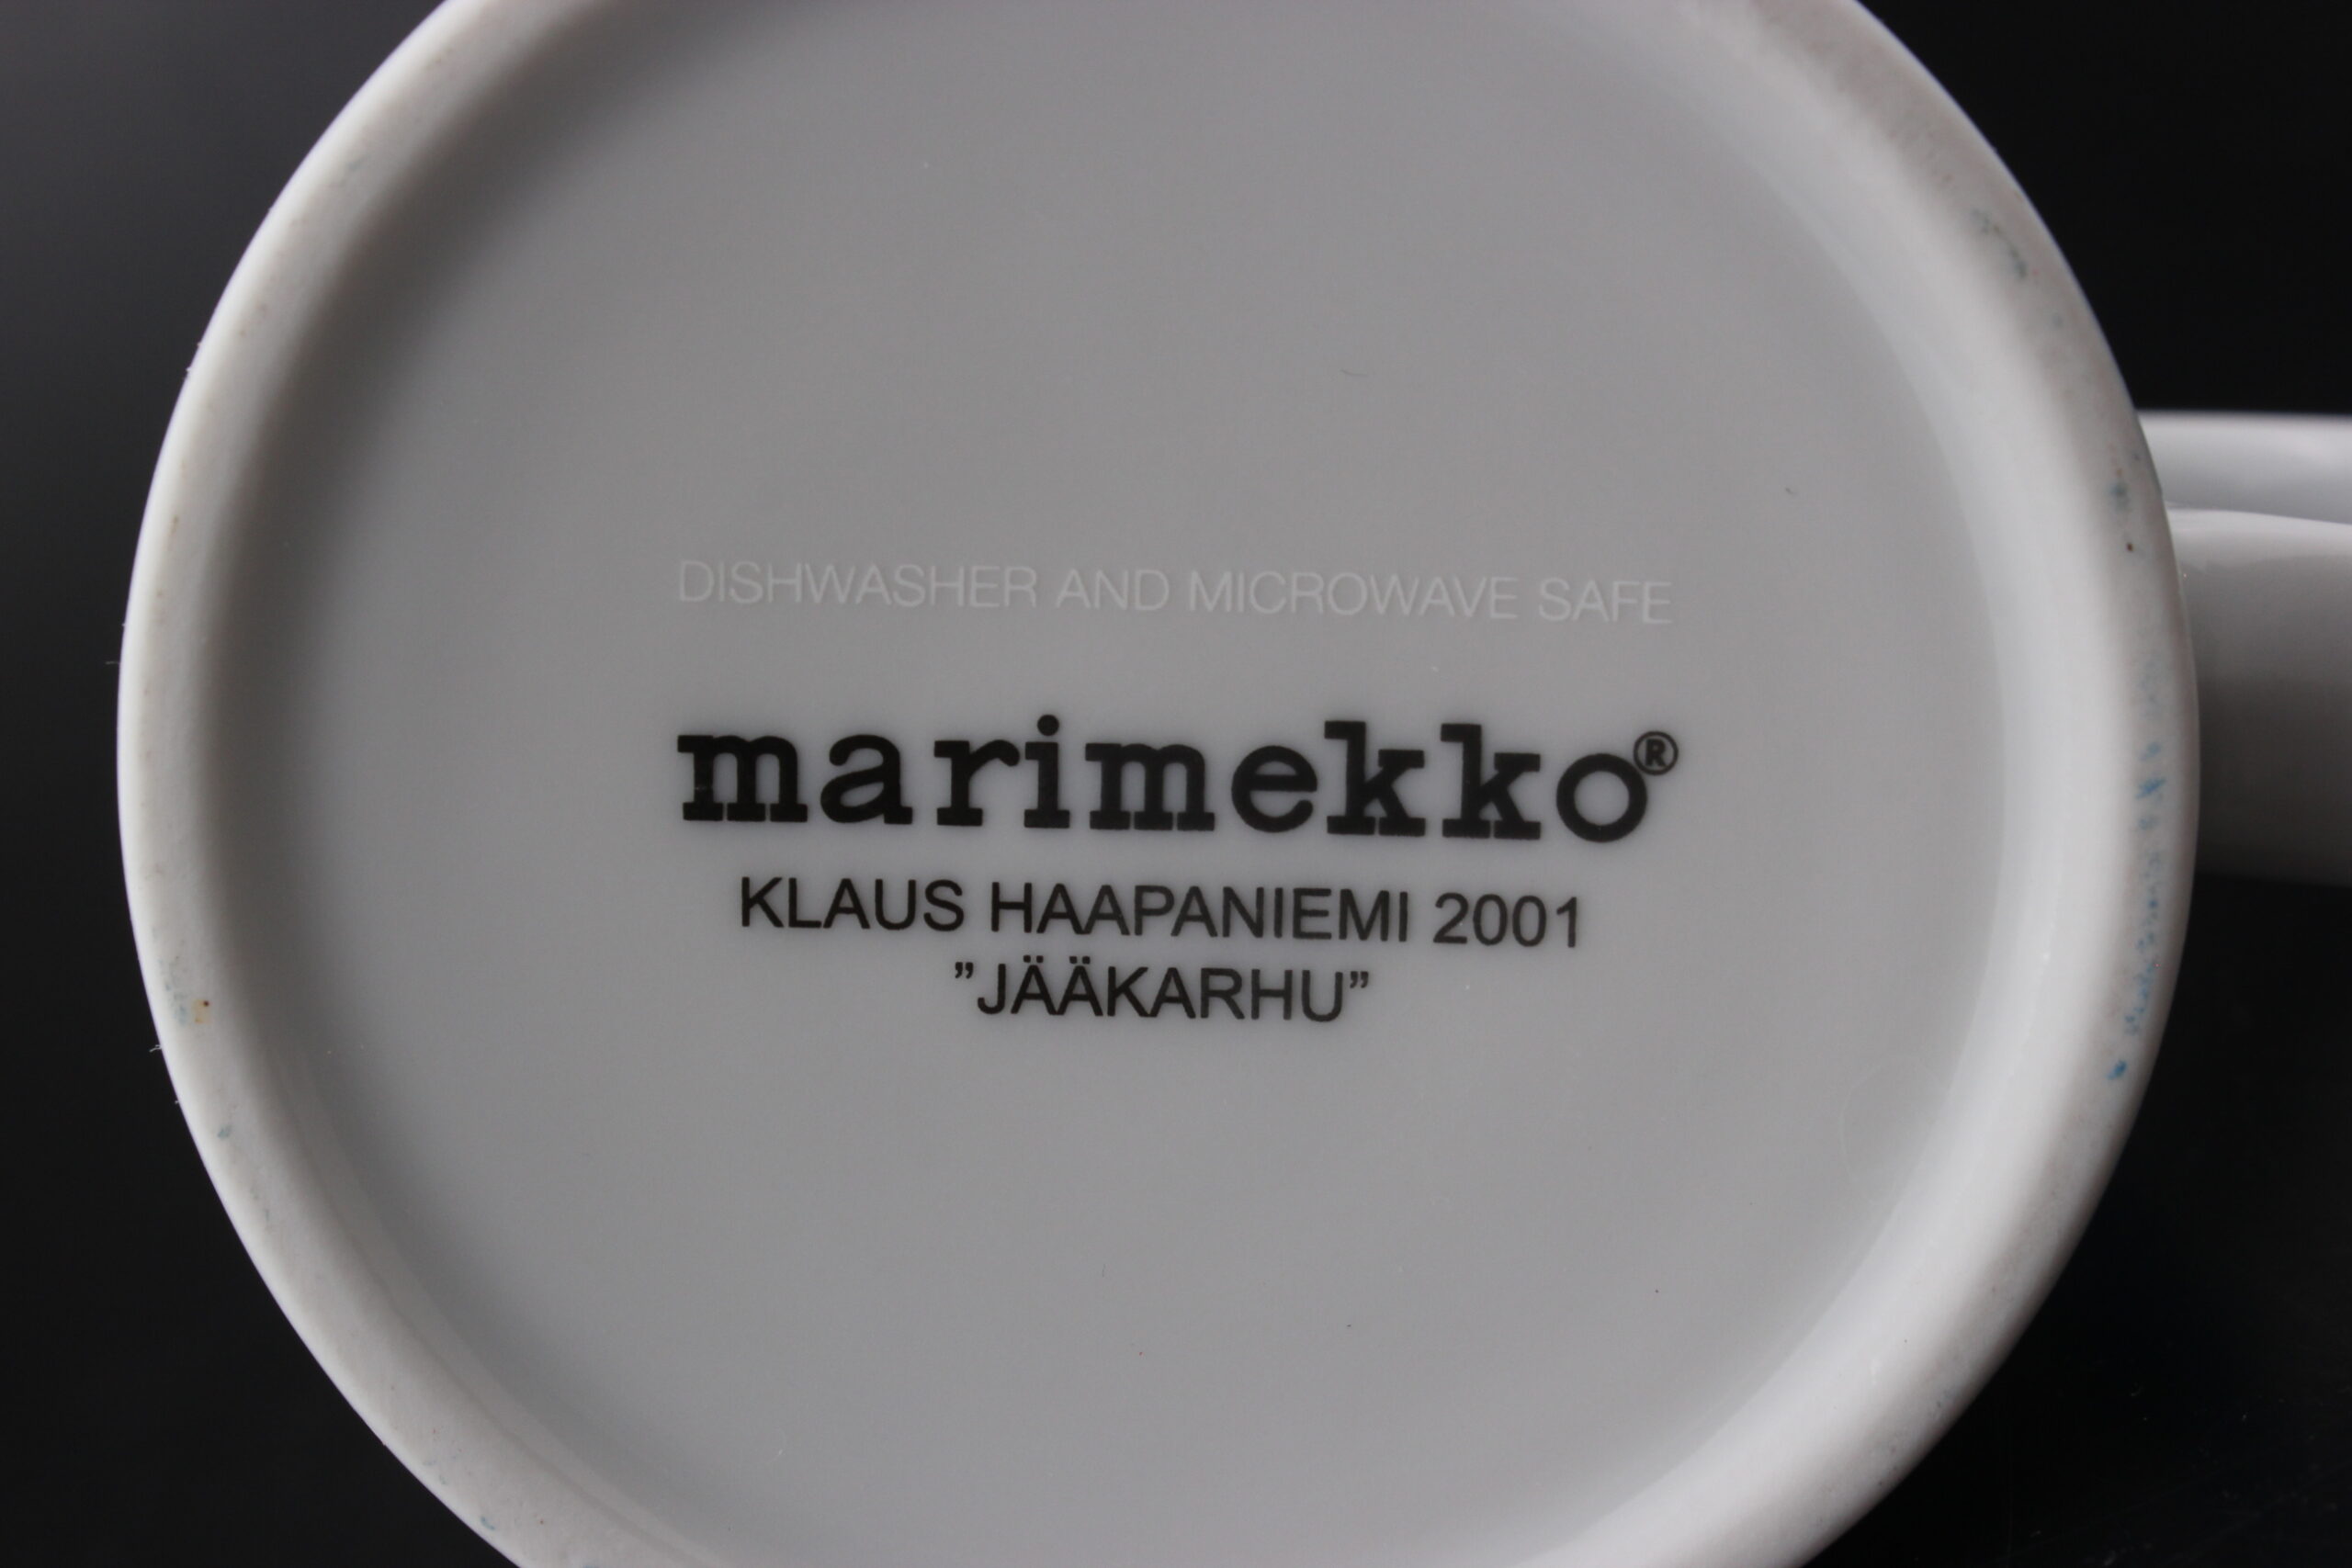 DISHWASHER AND MICROWAVE SAFE
marimekko®
KLAUS HAAPANIEMI 2001
”JÄÄKARHU”